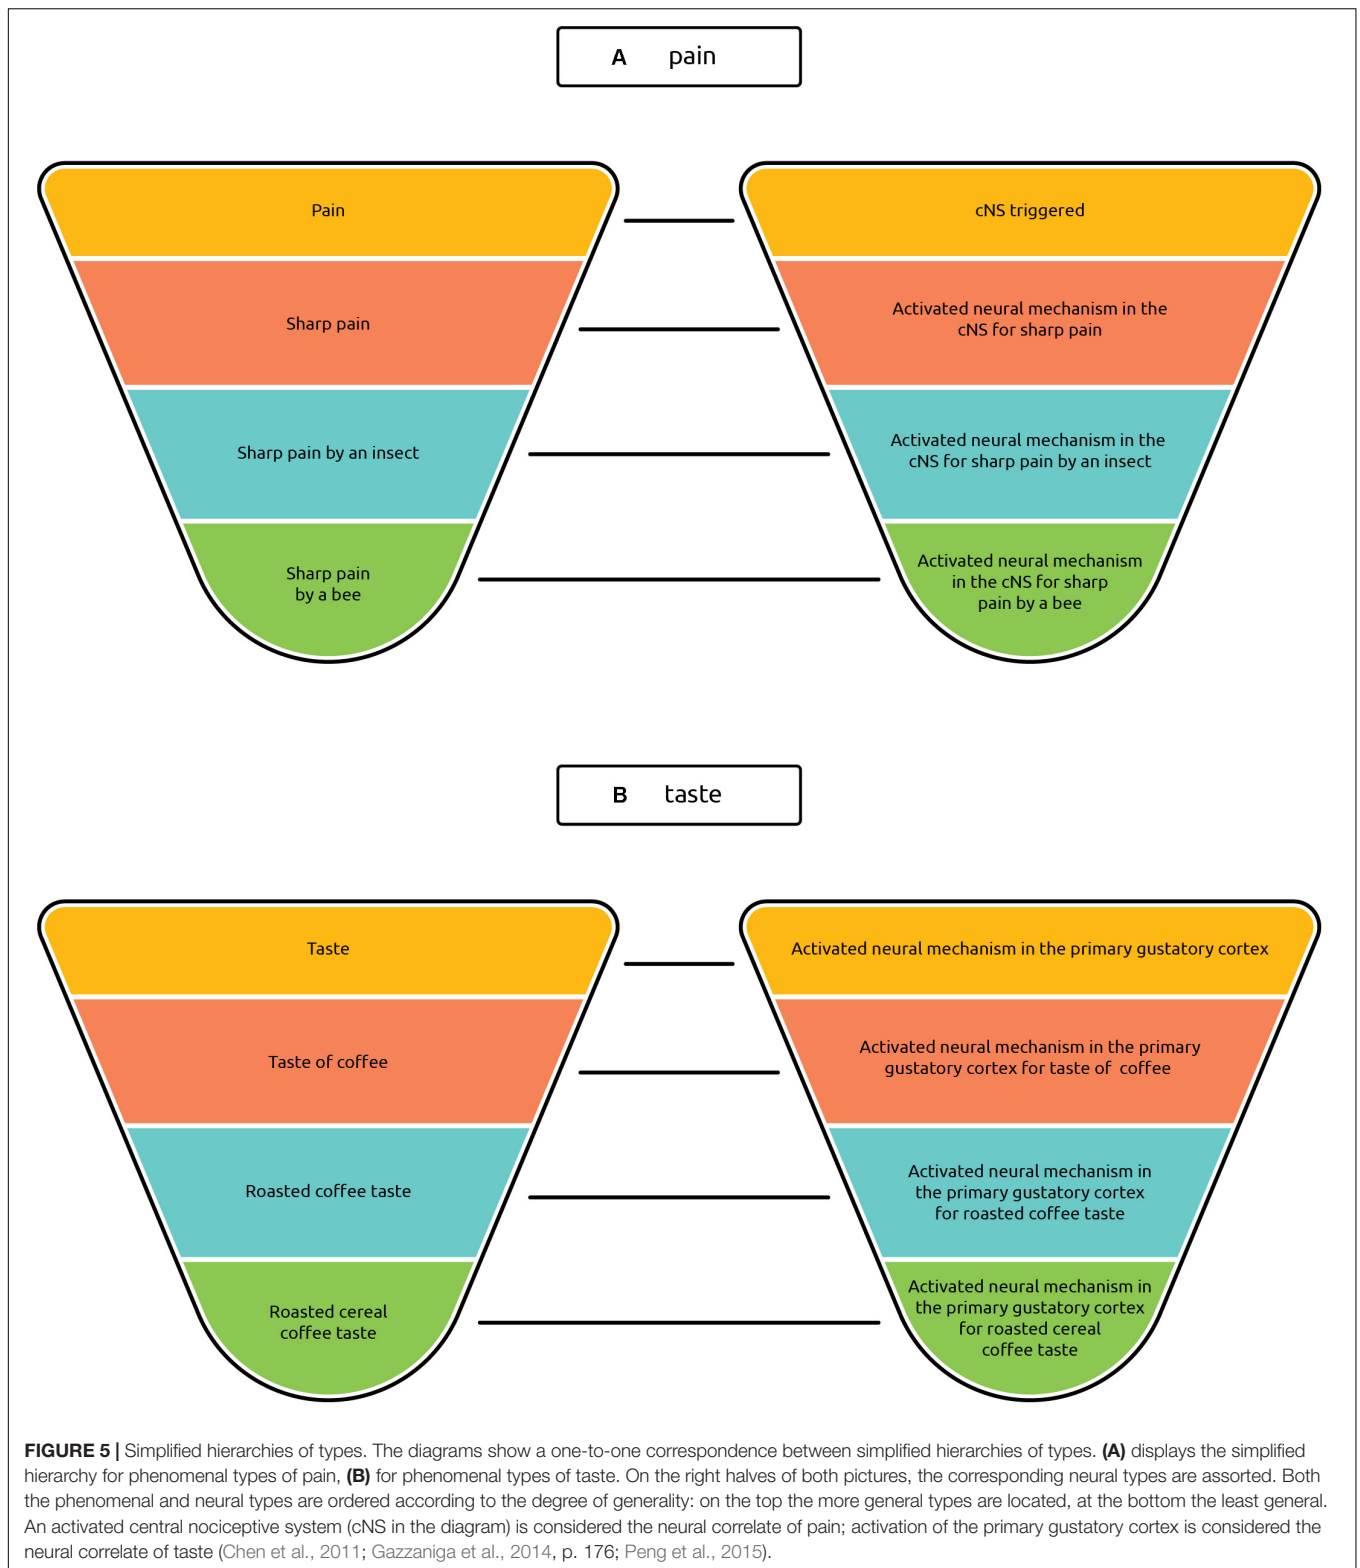 A pain
Pain
cNS triggered
Sharp pain
Activated neural mechanism in the
cNS for sharp pain
Sharp pain by an insect
Activated neural mechanism in the
cNS for sharp pain by an insect
Sharp pain
by a bee
Activated neural mechanism
in the cNS for sharp
pain by a bee
B taste
Taste
Activated neural mechanism in the primary gustatory cortex
Taste of coffee
Activated neural mechanism in the primary
gustatory cortex for taste of coffee
Roasted coffee taste
Activated neural mechanism in
the primary gustatory cortex
for roasted coffee taste
Roasted cereal
coffee taste
Activated neural mechanism in
the primary gustatory cortex
for roasted cereal
coffee taste
FIGURE 5 | Simplified hierarchies of types. The diagrams show a one-to-one correspondence between simplified hierarchies of types. (A) displays the simplified
hierarchy for phenomenal types of pain, (B) for phenomenal types of taste. On the right halves of both pictures, the corresponding neural types are assorted. Both
the phenomenal and neural types are ordered according to the degree of generality: on the top the more general types are located, at the bottom the least general.
An activated central nociceptive system (cNS in the diagram) is considered the neural correlate of pain; activation of the primary gustatory cortex is considered the
neural correlate of taste (Chen et al., 2011; Gazzaniga et al., 2014, p. 176; Peng et al., 2015).